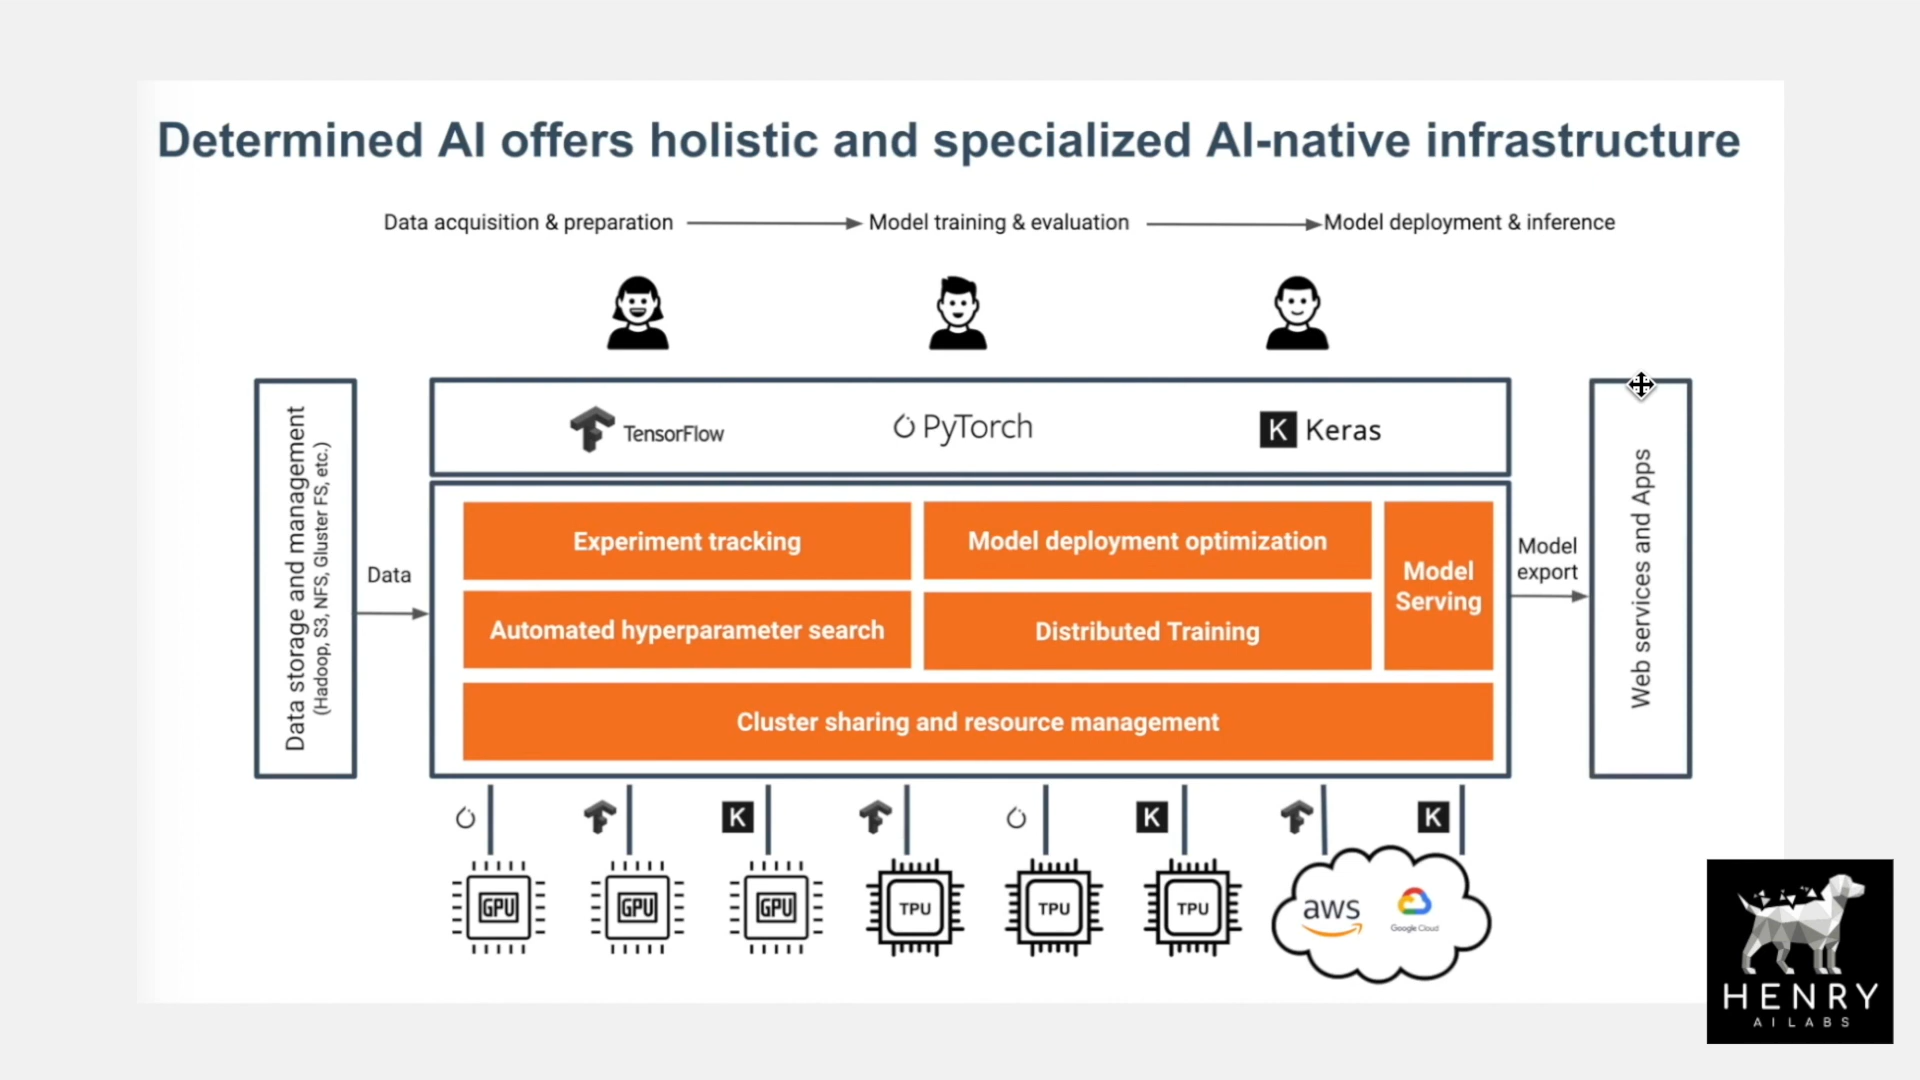 Determined AI offers holistic and specialized AI-native infrastructure
Data acquisition & preparation
Model training & evaluation
Model deployment & inference
Data storage and management
(Hadoop, S3, NFS, Gluster FS, etc.)
Data
TensorFlow
PyTorch
K Keras
Experiment tracking
Model deployment optimization
Model
Serving
Automated hyperparameter search
Distributed Training
Cluster sharing and resource management
Model
export
Web services and Apps
K
K
K
GPU
GPU
GPU
TPU
TPU
TPU
aws
Google Cloud
HENRY
AI LABS